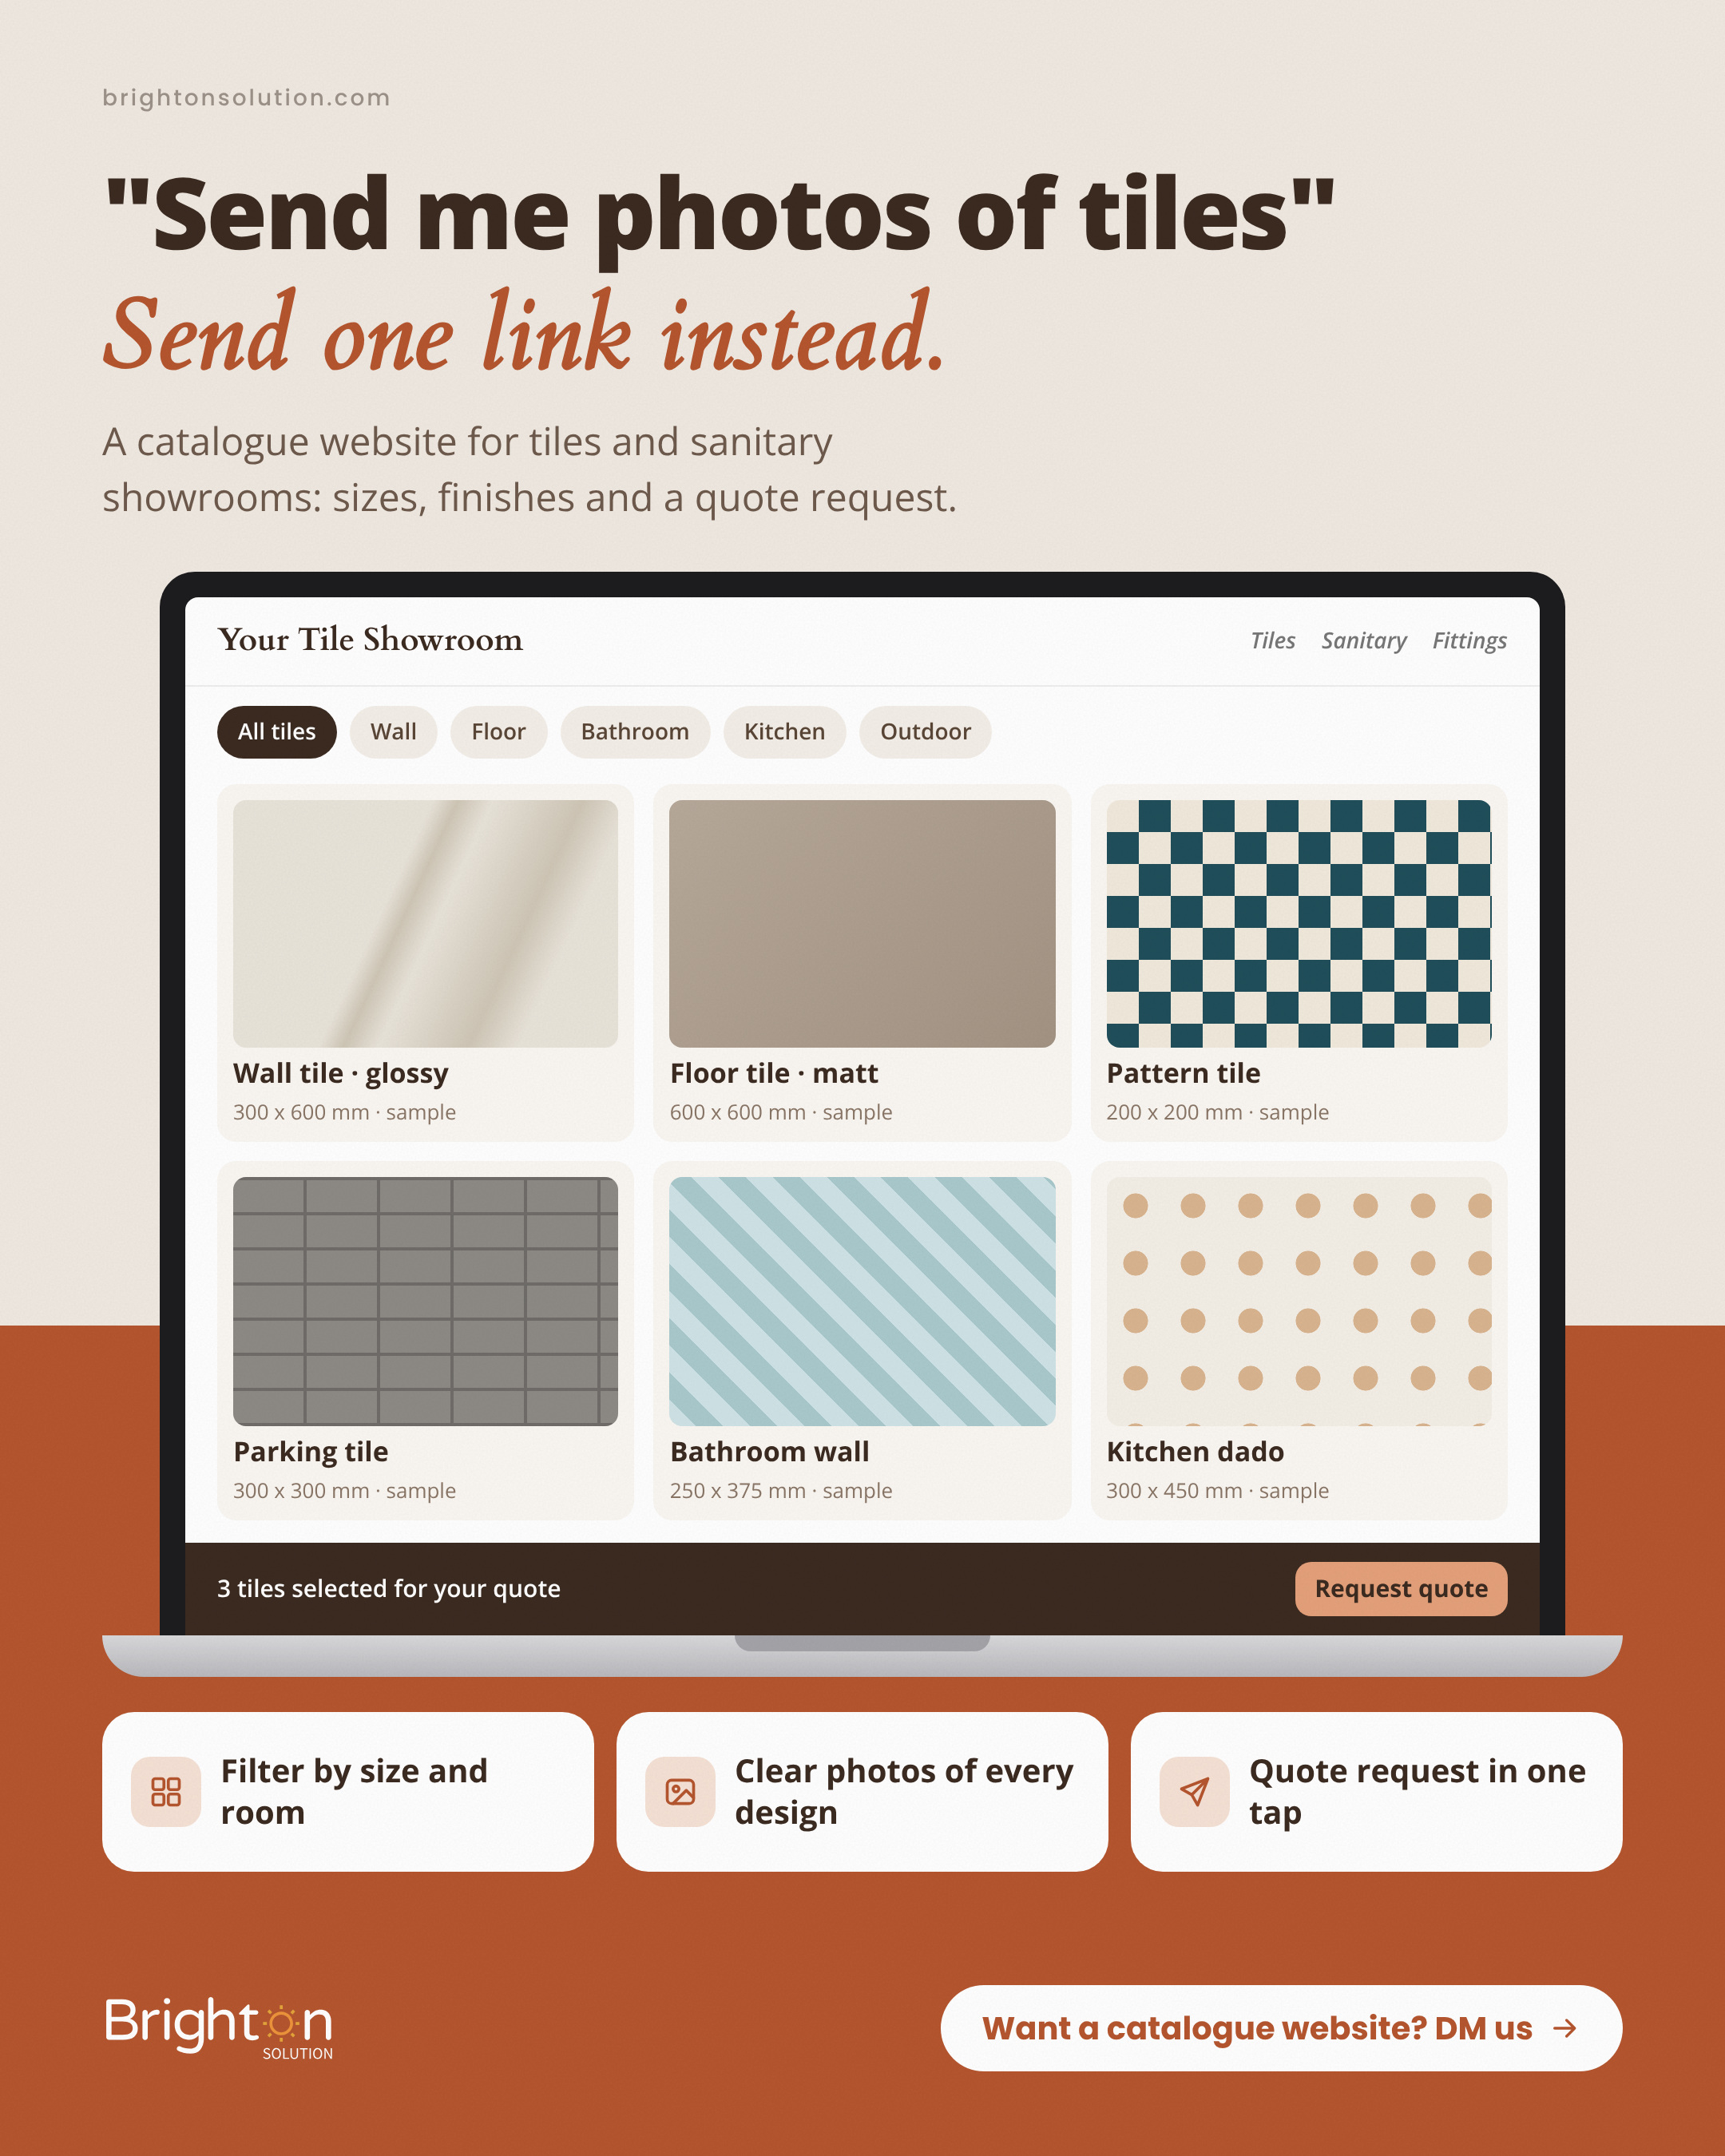 brightonsolution.com
"Send me photos of tiles"
Send one link instead.
A catalogue website for tiles and sanitary
showrooms: sizes, finishes and a quote request.
Your Tile Showroom
Tiles Sanitary Fittings
All tiles Wall Floor Bathroom Kitchen Outdoor
Wall tile · glossy
300 x 600 mm · sample
Floor tile · matt
600 x 600 mm · sample
Pattern tile
200 x 200 mm · sample
Parking tile
300 x 300 mm · sample
Bathroom wall
250 x 375 mm · sample
Kitchen dado
300 x 450 mm · sample
3 tiles selected for your quote
Request quote
Filter by size and
room
Clear photos of every
design
Quote request in one
tap
Brighton
SOLUTION
Want a catalogue website? DM us →